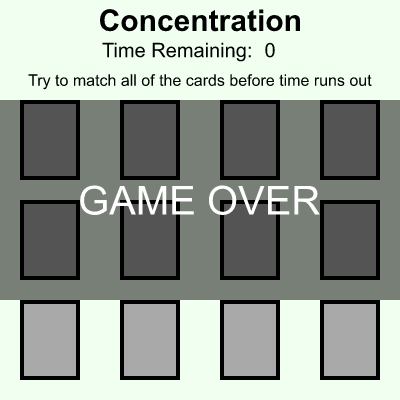 Concentration
Time Remaining: 0
Try to match all of the cards before time runs out
GAME OVER